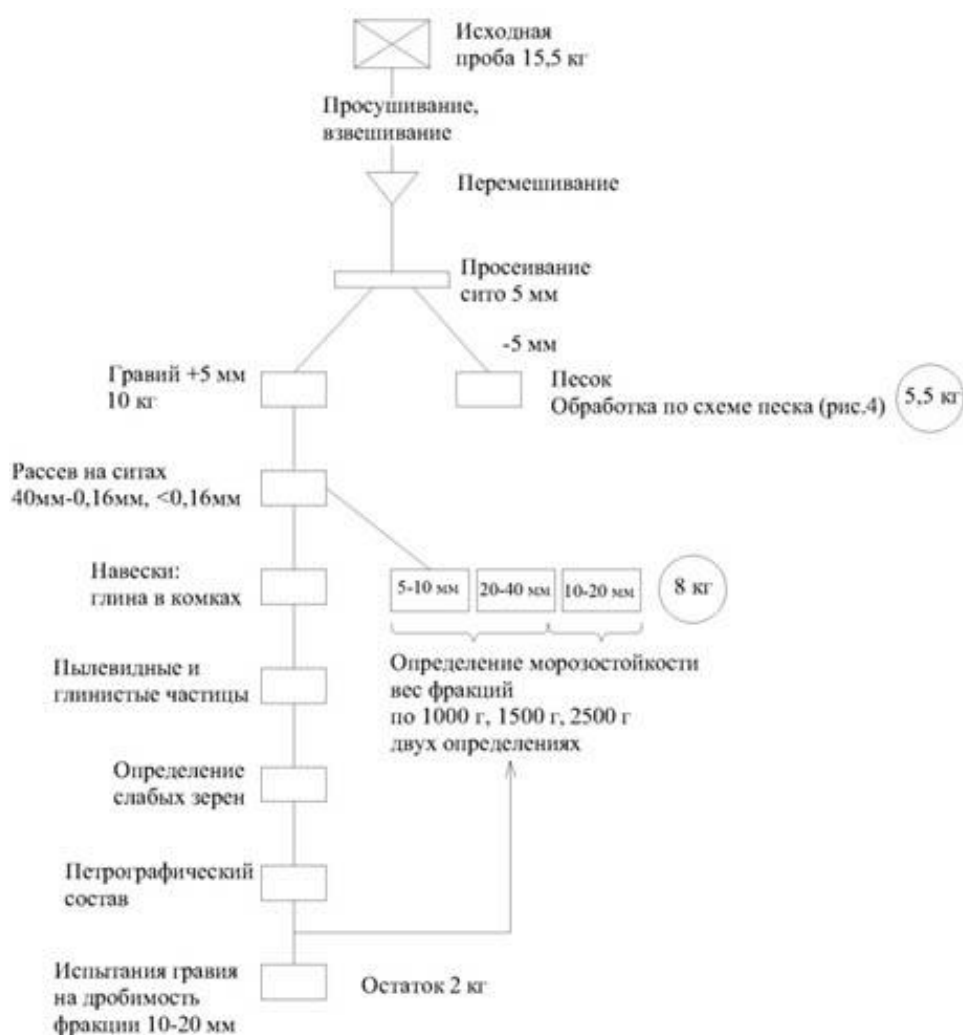 Исходная
проба 15,5 кг
Просушивание,
взвешивание
Перемешивание
Просеивание
сито 5 мм
-5 мм
Гравий +5 мм
10 кг
Песок
Обработка по схеме песка (рис.4)
5,5 кг
Рассев на ситах
40мм-0,16мм, <0,16мм
Навески:
глина в комках
5-10 мм
20-40 мм
10-20 мм
8 кг
Пылевидные и
глинистые частицы
Определение морозостойкости
вес фракций
по 1000 г, 1500 г, 2500 г
двух определениях
Определение
слабых зерен
Петрографический
состав
Испытания гравия
на дробимость
фракции 10-20 мм
Остаток 2 кг